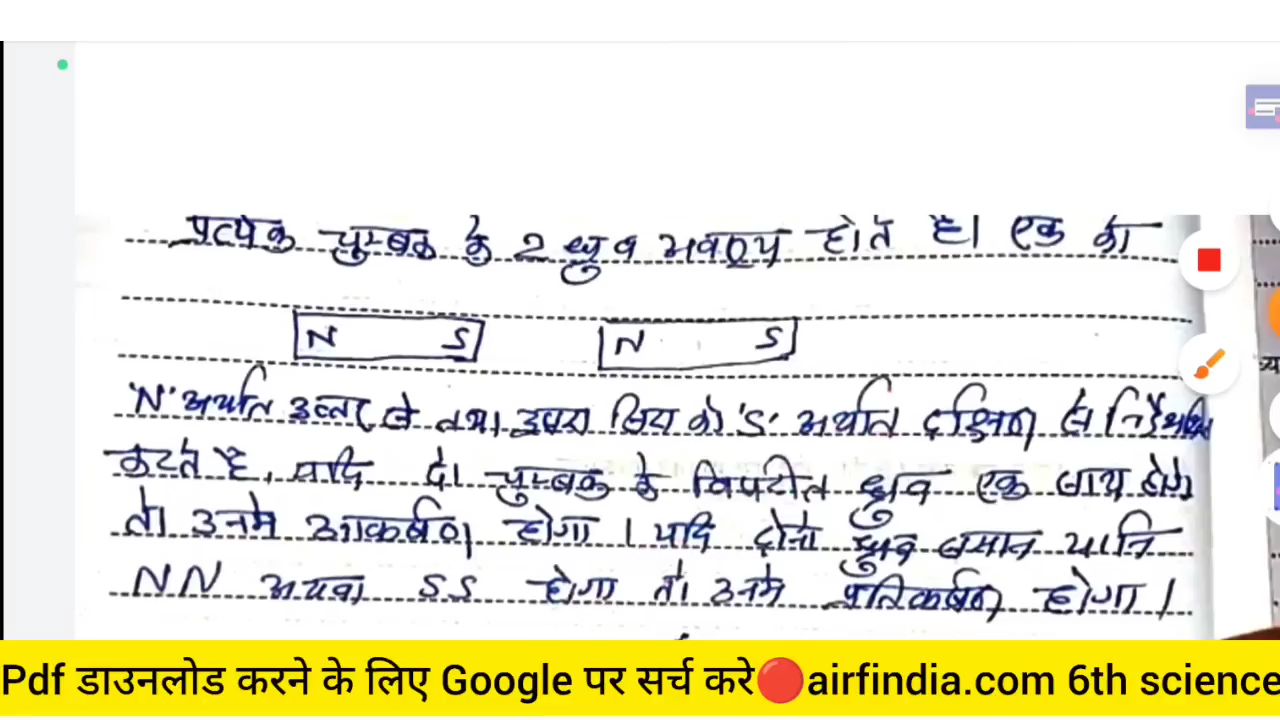 प्रत्येक चुम्बक के 2 ध्रुव अवश्य होते है। एक को
N S N S
'N' अर्थात उत्तर से तथा दुसरा सिरा को 'S' अर्थात दक्षिण से निर्देशित
करते है, यदि दो चुम्बक के विपरीत ध्रुव एक साथ होगे
तो उनमे आकर्षण होगा। यदि दोनो ध्रुव समान यानि
NN अथवा SS होगा तो उनमे प्रतिकर्षण होगा।
Pdf डाउनलोड करने के लिए Google पर सर्च करे🔴airfindia.com 6th science